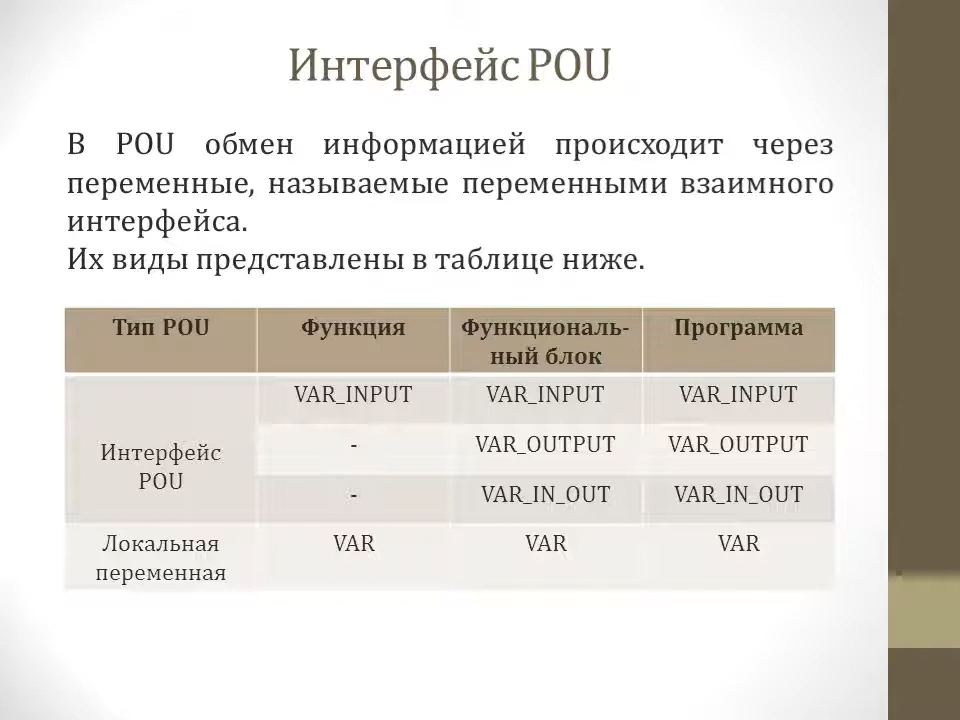 Интерфейс POU
В POU обмен информацией происходит через
переменные, называемые переменными взаимного
интерфейса.
Их виды представлены в таблице ниже.
Тип POU Функция Функциональ-ный блок Программа
Интерфейс POU VAR_INPUT VAR_INPUT VAR_INPUT
- VAR_OUTPUT VAR_OUTPUT
- VAR_IN_OUT VAR_IN_OUT
Локальная переменная VAR VAR VAR